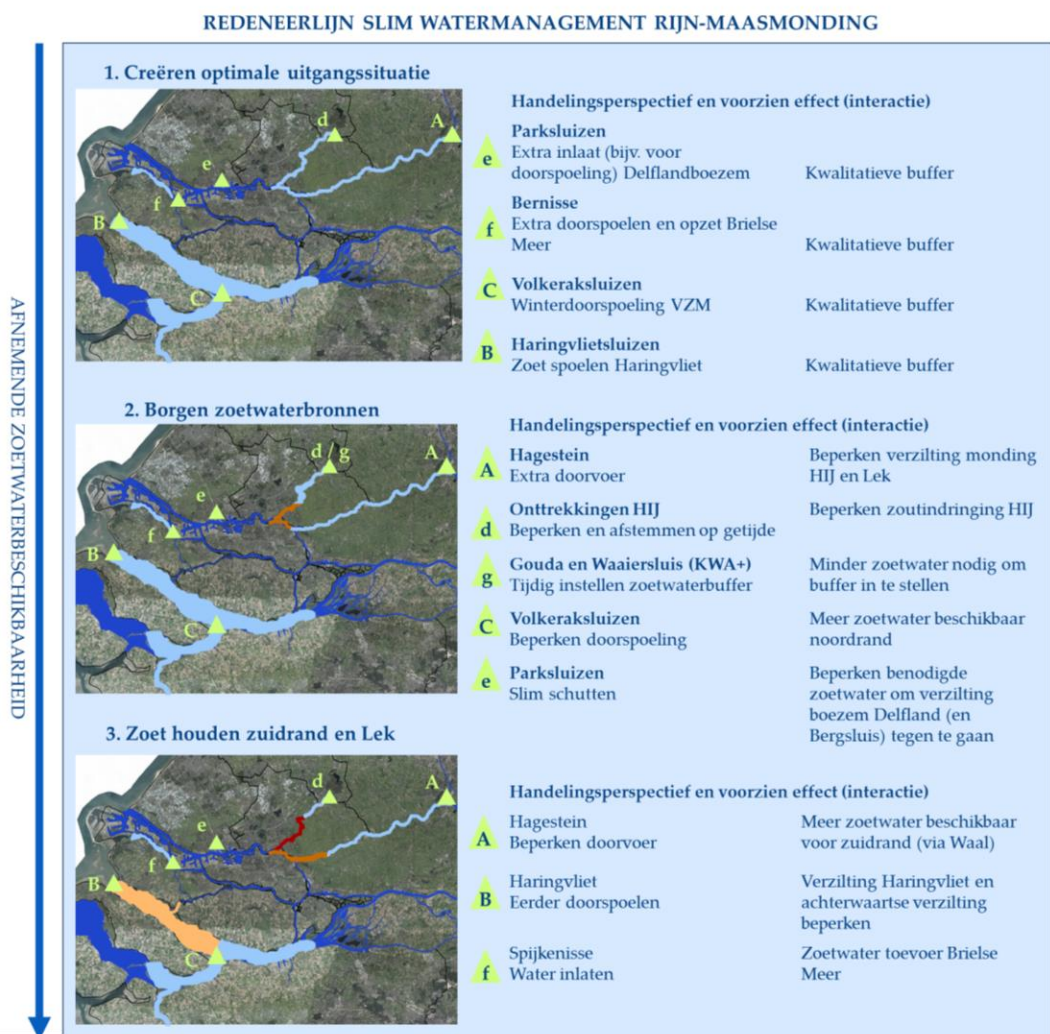 REDENEERLIJN SLIM WATERMANAGEMENT RIJN-MAASMONDING
AFNEMENDE ZOETWATERBESCHIKBAARHEID
1. Creëren optimale uitgangssituatie
A
d
e
f
B
C
Handelingsperspectief en voorzien effect (interactie)
e
Parksluizen
Extra inlaat (bijv. voor
doorspoeling) Delflandboezem
Kwalitatieve buffer
f
Bernisse
Extra doorspoelen en opzet Brielse
Meer
Kwalitatieve buffer
C
Volkeraksluizen
Winterdoorspoeling VZM
Kwalitatieve buffer
B
Haringvlietsluizen
Zoet spoelen Haringvliet
Kwalitatieve buffer
2. Borgen zoetwaterbronnen
d / g
A
e
f
B
C
Handelingsperspectief en voorzien effect (interactie)
A
Hagestein
Extra doorvoer
Beperken verzilting monding
HIJ en Lek
d
Onttrekkingen HIJ
Beperken en afstemmen op getijde
Beperken zoutindringing HIJ
g
Gouda en Waaiersluis (KWA+)
Tijdig instellen zoetwaterbuffer
Minder zoetwater nodig om
buffer in te stellen
C
Volkeraksluizen
Beperken doorspoeling
Meer zoetwater beschikbaar
noordrand
e
Parksluizen
Slim schutten
Beperken benodigde
zoetwater om verzilting
boezem Delfland (en
Bergsluis) tegen te gaan
3. Zoet houden zuidrand en Lek
d
A
e
f
B
C
Handelingsperspectief en voorzien effect (interactie)
A
Hagestein
Beperken doorvoer
Meer zoetwater beschikbaar
voor zuidrand (via Waal)
B
Haringvliet
Eerder doorspoelen
Verzilting Haringvliet en
achterwaartse verzilting
beperken
f
Spijkenisse
Water inlaten
Zoetwater toevoer Brielse
Meer